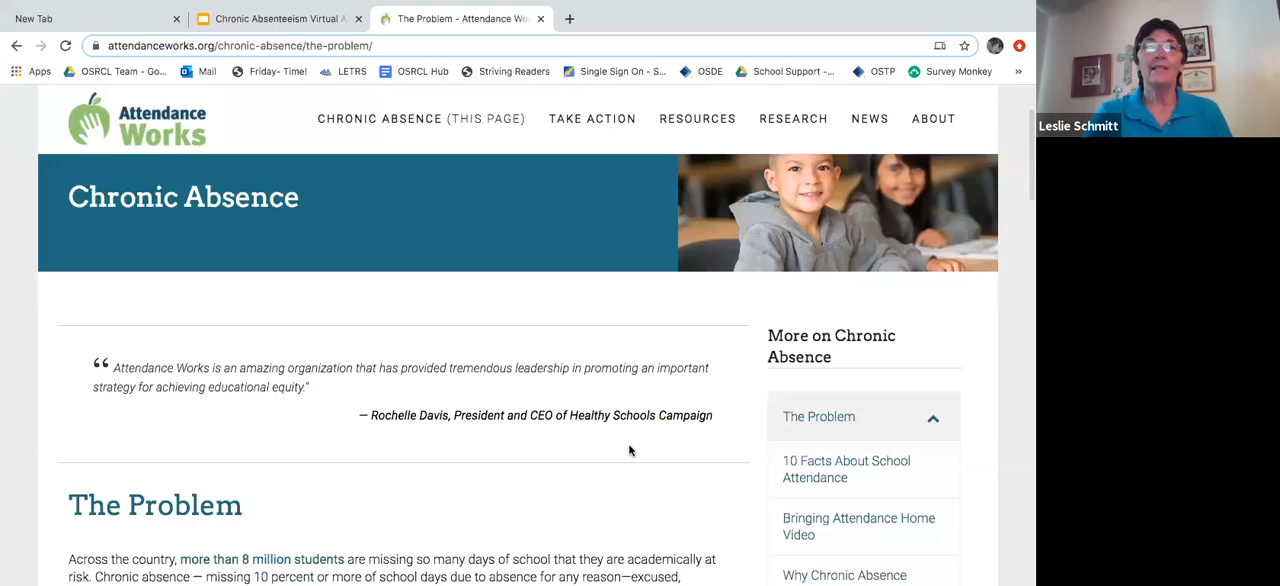 New Tab
Chronic Absenteeism Virtual A
The Problem - Attendance Wo
attendanceworks.org/chronic-absence/the-problem/
Apps
OSRCL Team - Go...
Mail
Friday- Time!
LETRS
OSRCL Hub
Striving Readers
Single Sign On - S...
OSDE
School Support -...
OSTP
Survey Monkey
»
Attendance
Works
CHRONIC ABSENCE (THIS PAGE)
TAKE ACTION
RESOURCES
RESEARCH
NEWS
ABOUT
Leslie Schmitt
Chronic Absence
“ Attendance Works is an amazing organization that has provided tremendous leadership in promoting an important
strategy for achieving educational equity."
— Rochelle Davis, President and CEO of Healthy Schools Campaign
More on Chronic
Absence
The Problem
10 Facts About School
Attendance
Bringing Attendance Home
Video
Why Chronic Absence
The Problem
Across the country, more than 8 million students are missing so many days of school that they are academically at
risk. Chronic absence — missing 10 percent or more of school days due to absence for any reason—excused,